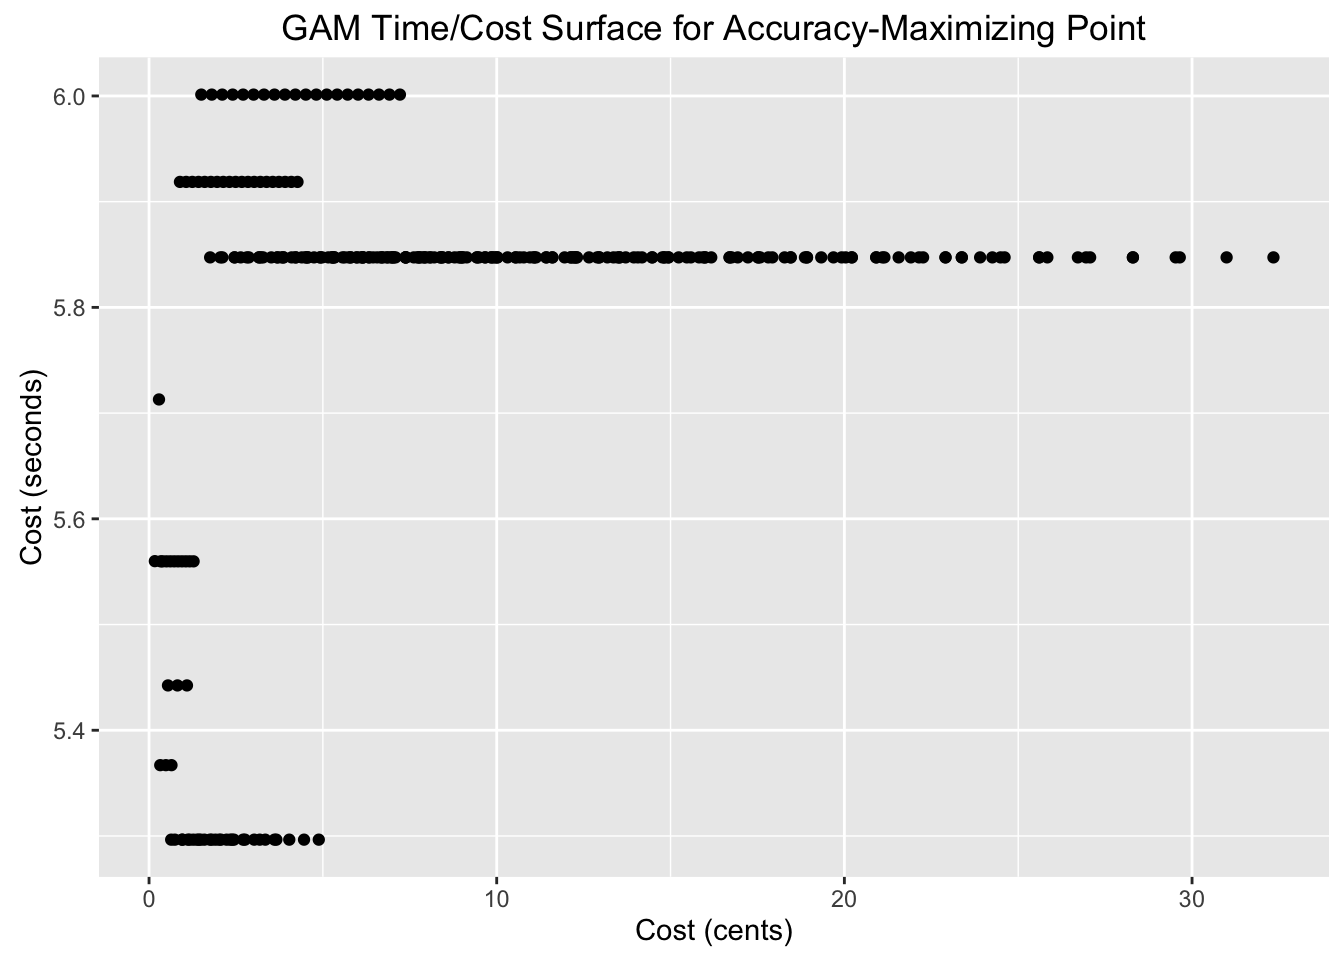 GAM Time/Cost Surface for Accuracy-Maximizing Point
6.0
5.8
5.6
5.4
Cost (seconds)
0 10 20 30
Cost (cents)